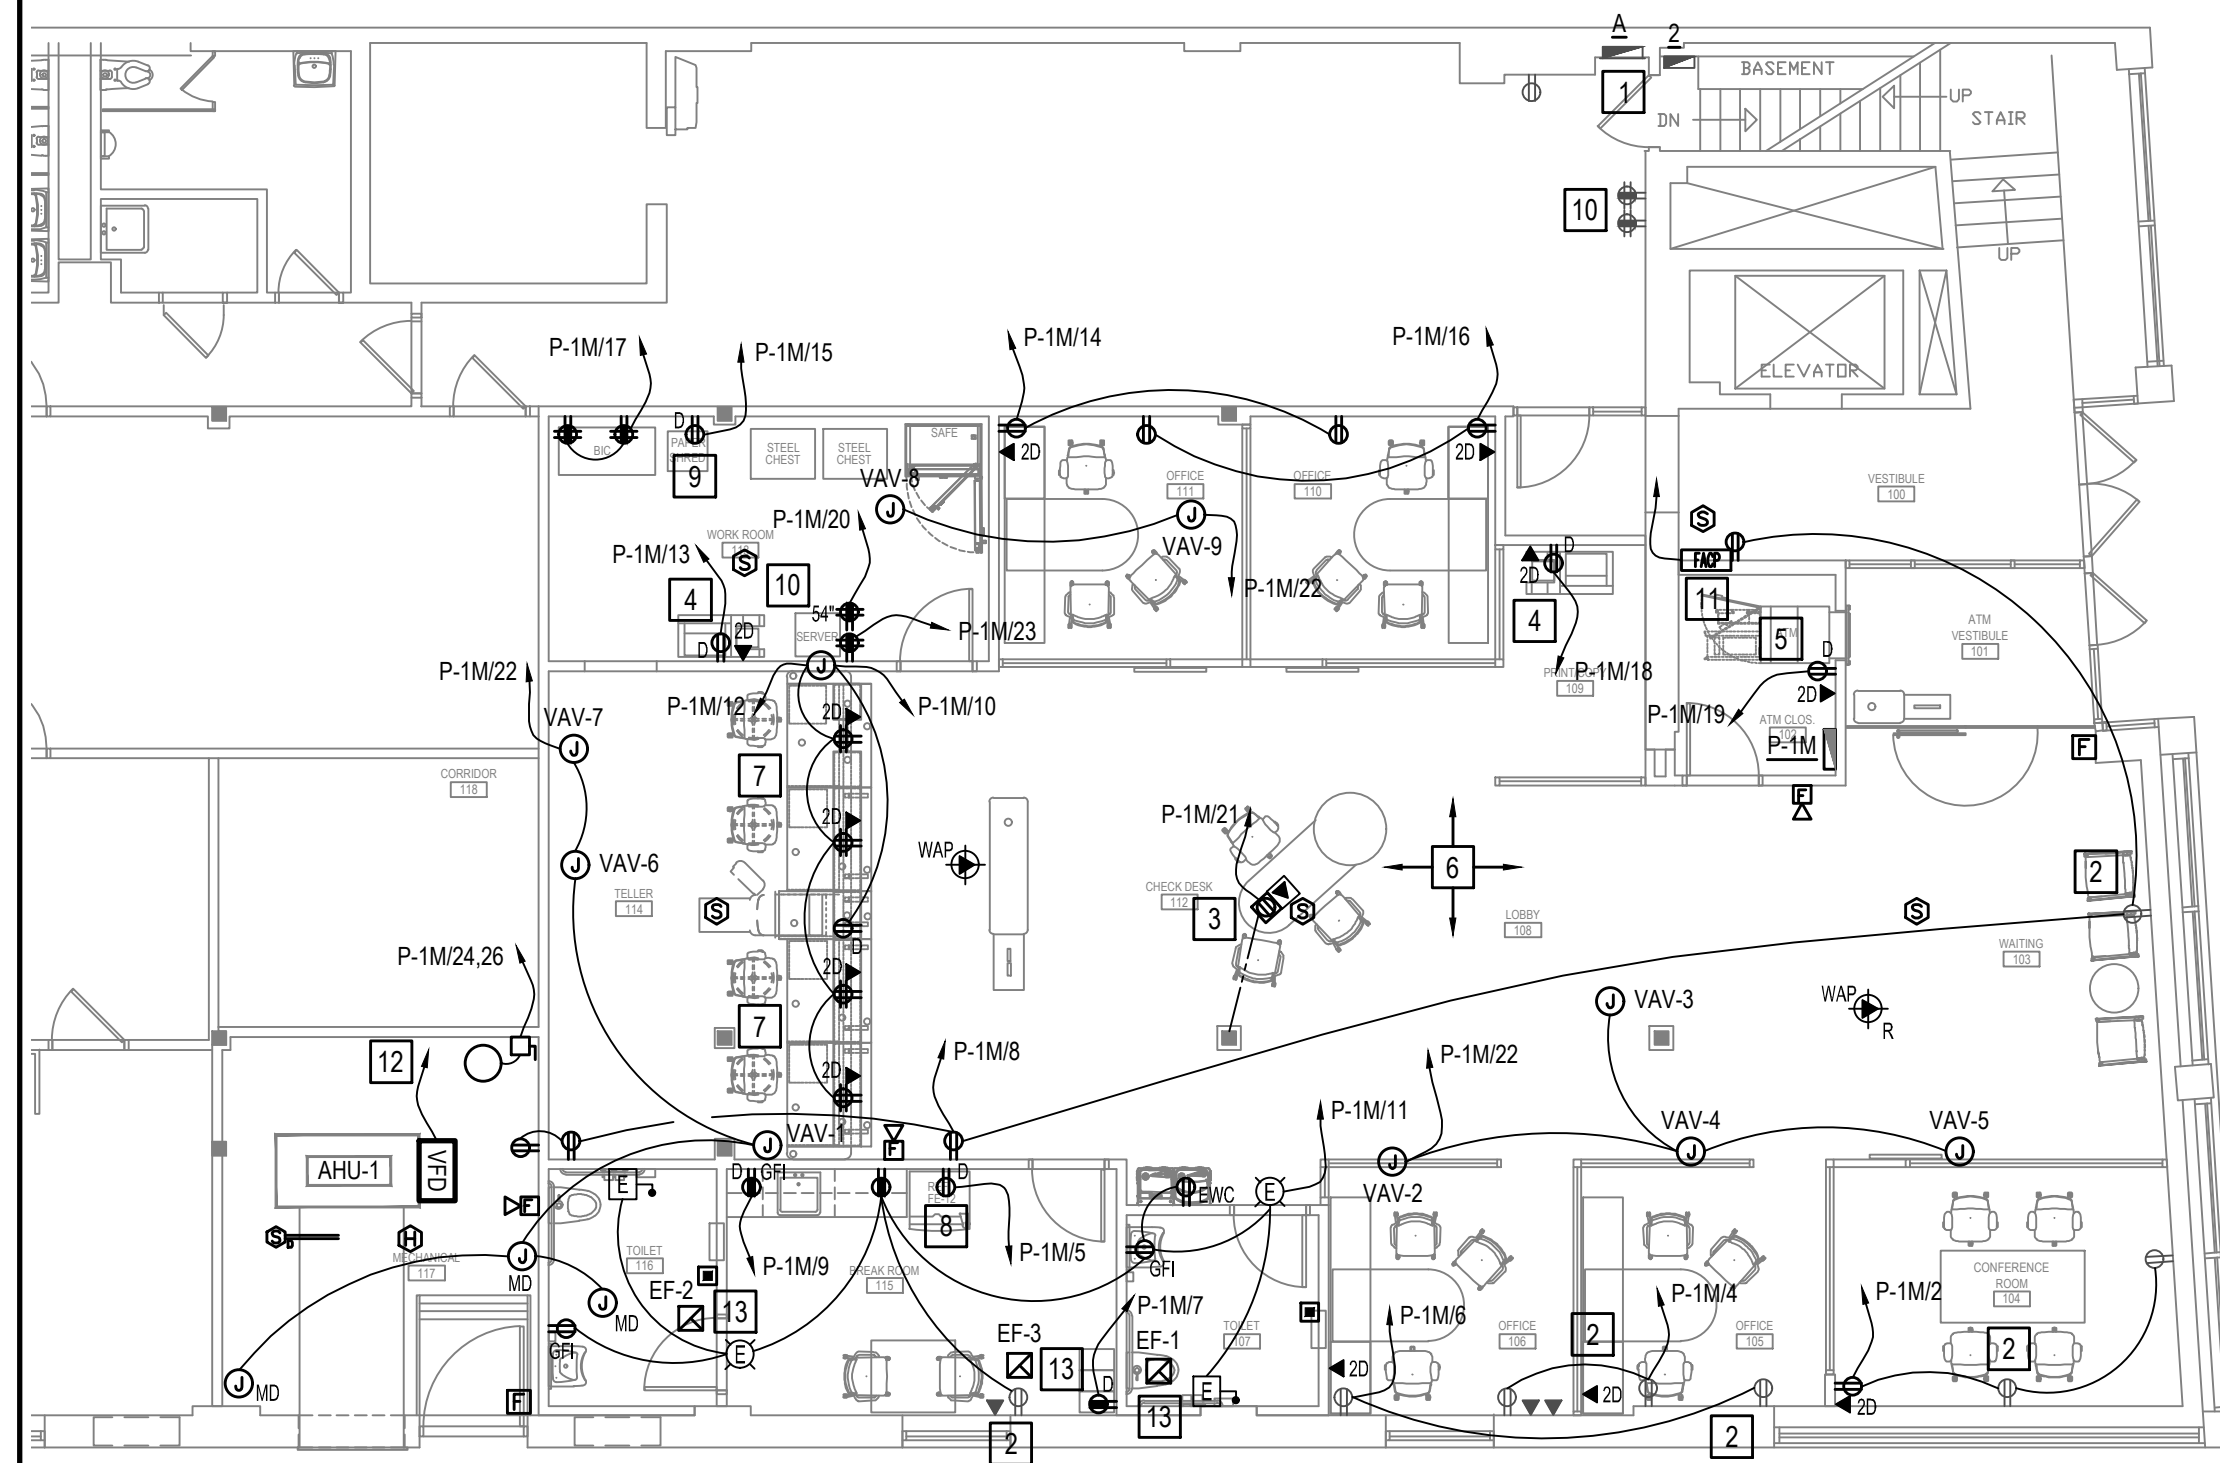 A
2
BASEMENT
1
UP
DN
STAIR
10
UP
ELEVATOR
P-1M/17
P-1M/15
P-1M/14
P-1M/16
D
BIC
PAPER
SHRED
STEEL
CHEST
STEEL
CHEST
SAFE
9
2D
2D
VAV-8
OFFICE
111
OFFICE
110
VESTIBULE
100
J
J
S
P-1M/20
WORK ROOM
P-1M/13
S
VAV-9
D
FACP
2D
P-1M/22
10
4
54"
SERVER
2D
D
P-1M/23
4
11
5
ATM
ATM
VESTIBULE
101
D
J
P-1M/22
P-1M/12
P-1M/10
P-1M/18
PRINT/COPY
109
2D
P-1M/19
ATM CLOS.
102
P-1M
VAV-7
J
2D
F
CORRIDOR
118
7
F
P-1M/21
2D
J
VAV-6
WAP
6
2
TELLER
114
S
CHECK DESK
112
3
S
LOBBY
108
S
D
WAITING
103
P-1M/24,26
2D
J
VAV-3
WAP
R
7
12
P-1M/8
P-1M/22
2D
P-1M/11
AHU-1
VFD
J
VAV-1
GFI
F
VAV-4
J
VAV-5
J
J
VAV-2
D
D
REF
FE-12
E
EWC
E
F
8
S
D
H
MECHANICAL
117
J
MD
TOILET
116
P-1M/9
P-1M/5
BREAK ROOM
115
GFI
EF-2
J
MD
13
P-1M/7
P-1M/6
P-1M/4
P-1M/2
CONFERENCE
ROOM
104
TOILET
107
OFFICE
106
OFFICE
105
2
2
GFI
E
EF-3
13
EF-1
J
MD
F
D
E
2D
2D
2D
13
2
2